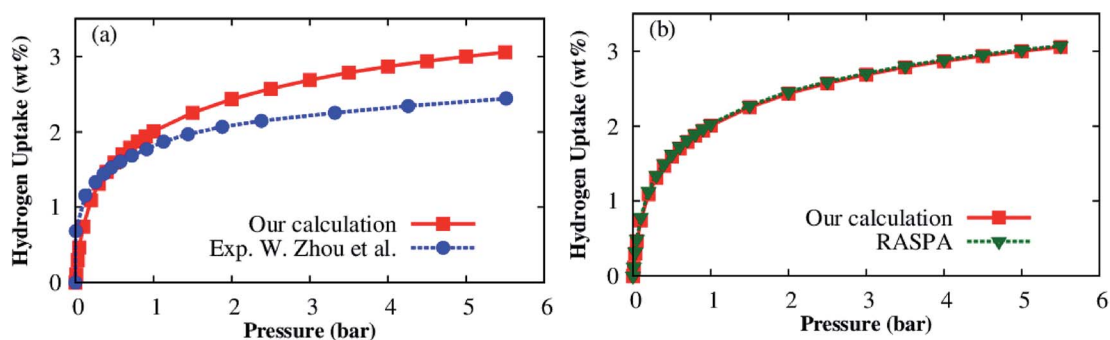 (a)
Hydrogen Uptake (wt%)
3
2
1
0
Our calculation
Exp. W. Zhou et al.
0 1 2 3 4 5 6
Pressure (bar)
(b)
Hydrogen Uptake (wt%)
3
2
1
0
Our calculation
RASPA
0 1 2 3 4 5 6
Pressure (bar)